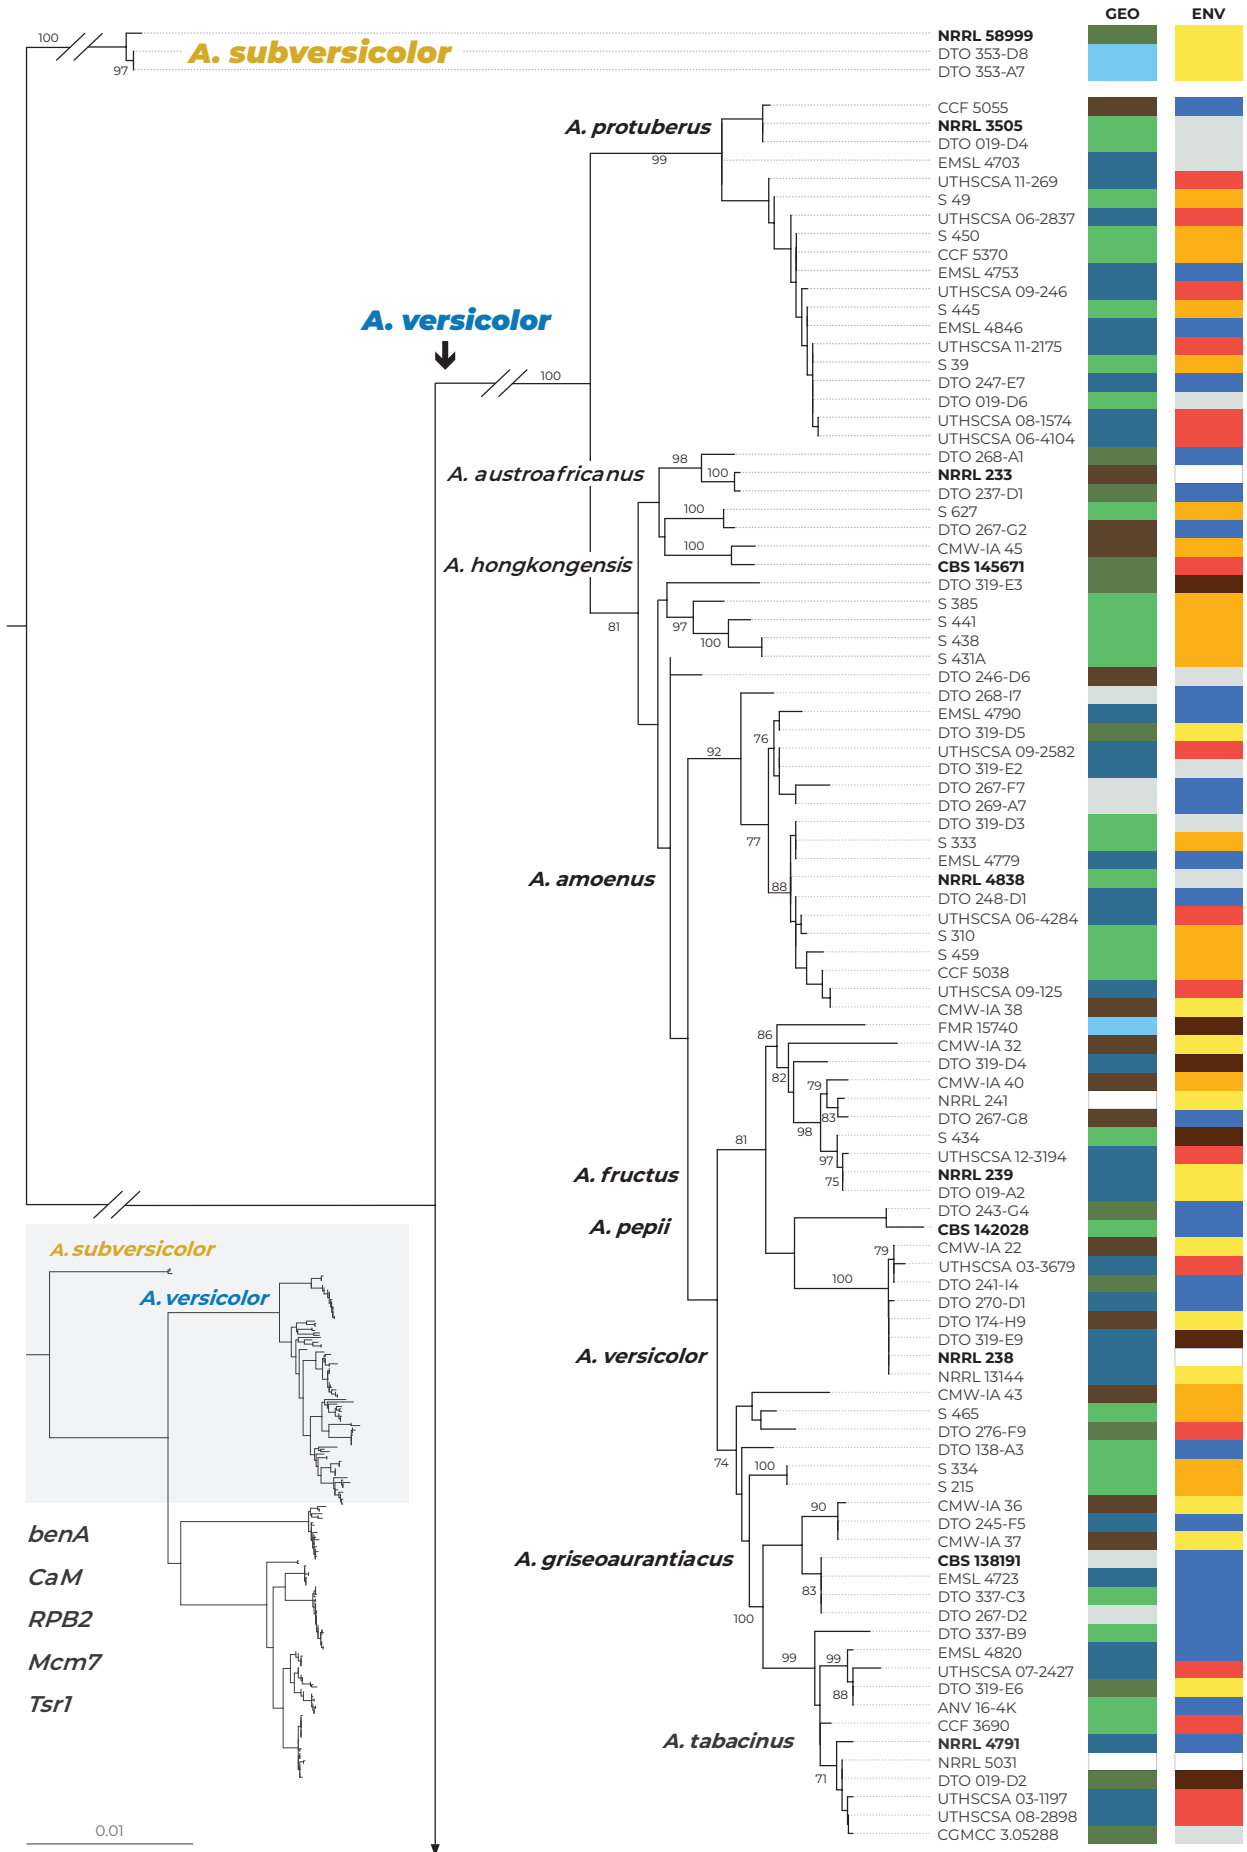 GEO ENV
100
NRRL 58999
A. subversicolor
DTO 353-D8
97
DTO 353-A7
CCF 5055
A. protuberus
NRRL 3505
DTO 019-D4
99
EMSL 4703
UTHSCSA 11-269
S 49
UTHSCSA 06-2837
S 450
CCF 5370
EMSL 4753
UTHSCSA 09-246
S 445
A. versicolor
EMSL 4846
UTHSCSA 11-2175
S 39
100
DTO 247-E7
DTO 019-D6
UTHSCSA 08-1574
UTHSCSA 06-4104
98
DTO 268-A1
A. austroafricanus
100
NRRL 233
DTO 237-D1
100
S 627
DTO 267-G2
100
CMW-IA 45
A. hongkongensis
CBS 145671
DTO 319-E3
S 385
81
97
S 441
100
S 438
S 431A
DTO 246-D6
DTO 268-I7
EMSL 4790
76
DTO 319-D5
92
UTHSCSA 09-2582
DTO 319-E2
DTO 267-F7
DTO 269-A7
DTO 319-D3
77
S 333
EMSL 4779
A. amoenus
88
NRRL 4838
DTO 248-D1
UTHSCSA 06-4284
S 310
S 459
CCF 5038
UTHSCSA 09-125
CMW-IA 38
86
FMR 15740
CMW-IA 32
82
DTO 319-D4
79
CMW-IA 40
NRRL 241
83
DTO 267-G8
98
S 434
81
97
UTHSCSA 12-3194
A. fructus
75
NRRL 239
DTO 019-A2
DTO 243-G4
A. pepii
CBS 142028
79
CMW-IA 22
A. subversicolor
UTHSCSA 03-3679
100
DTO 241-I4
A. versicolor
DTO 270-D1
DTO 174-H9
DTO 319-E9
A. versicolor
NRRL 238
NRRL 13144
CMW-IA 43
S 465
DTO 276-F9
DTO 138-A3
74
100
S 334
S 215
90
CMW-IA 36
DTO 245-F5
benA
CMW-IA 37
A. griseoaurantiacus
CBS 138191
CaM
EMSL 4723
83
DTO 337-C3
RPB2
100
DTO 267-D2
DTO 337-B9
99
99
EMSL 4820
Mcm7
UTHSCSA 07-2427
88
DTO 319-E6
Tsr1
ANV 16-4K
CCF 3690
A. tabacinus
NRRL 4791
NRRL 5031
71
DTO 019-D2
UTHSCSA 03-1197
UTHSCSA 08-2898
0.01
CGMCC 3.05288